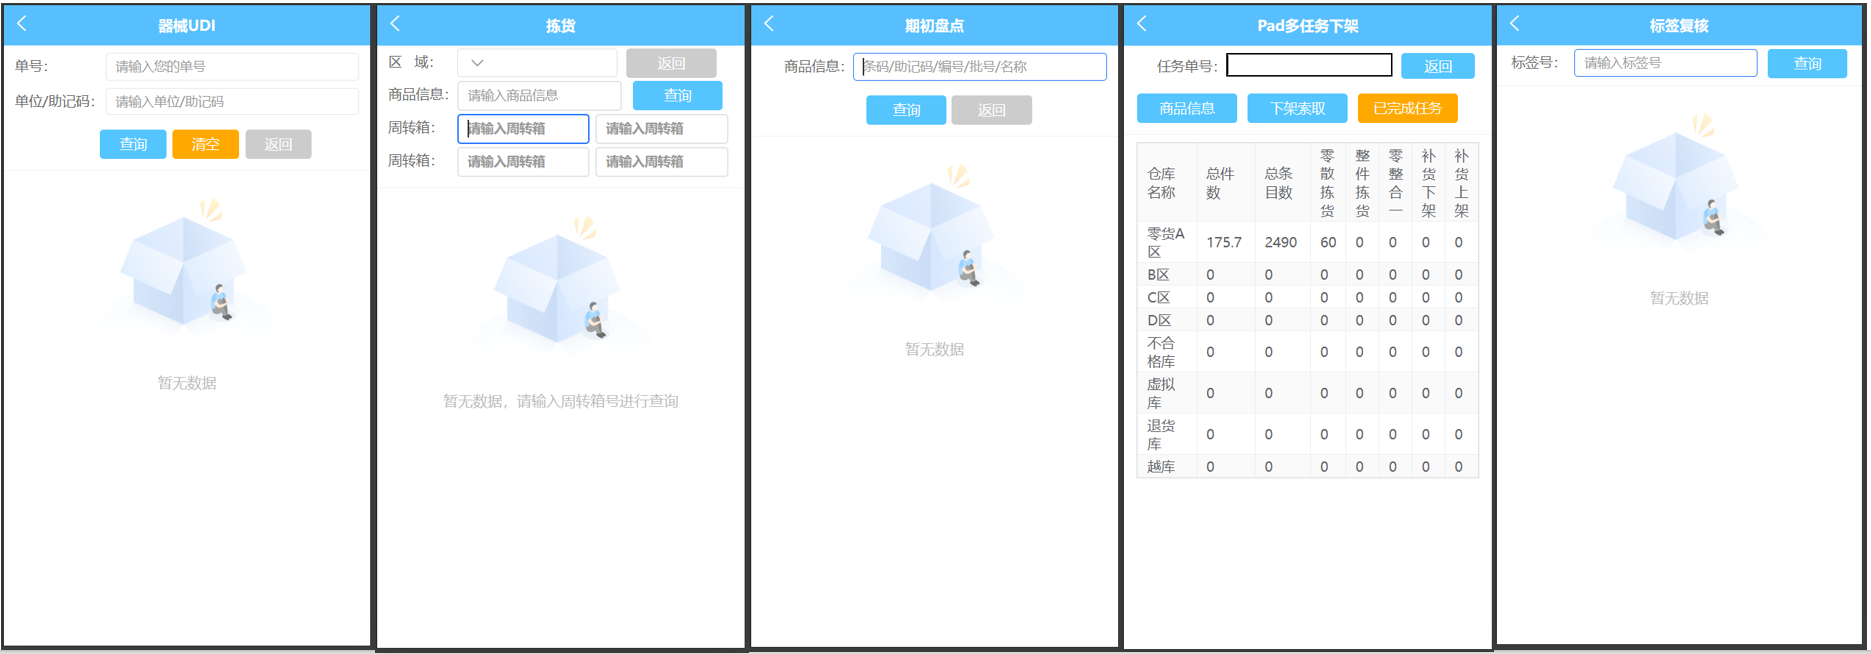 器械UDI
单号：
请输入您的单号
单位/助记码：
请输入单位/助记码
查询
清空
返回
暂无数据
拣货
区 域：
返回
商品信息：
请输入商品信息
查询
周转箱：
请输入周转箱
请输入周转箱
周转箱：
请输入周转箱
请输入周转箱
暂无数据，请输入周转箱号进行查询
期初盘点
商品信息：
条码/助记码/编号/批号/名称
查询
返回
暂无数据
Pad多任务下架
任务单号：
返回
商品信息
下架索取
已完成任务
仓库名称 总件数 总条目数 零散拣货 整件拣货 零整合一 补货下架 补货上架
零货A区 175.7 2490 60 0 0 0 0
B区 0 0 0 0 0 0 0
C区 0 0 0 0 0 0 0
D区 0 0 0 0 0 0 0
不合格库 0 0 0 0 0 0 0
虚拟库 0 0 0 0 0 0 0
退货库 0 0 0 0 0 0 0
越库 0 0 0 0 0 0 0
标签复核
标签号：
请输入标签号
查询
暂无数据